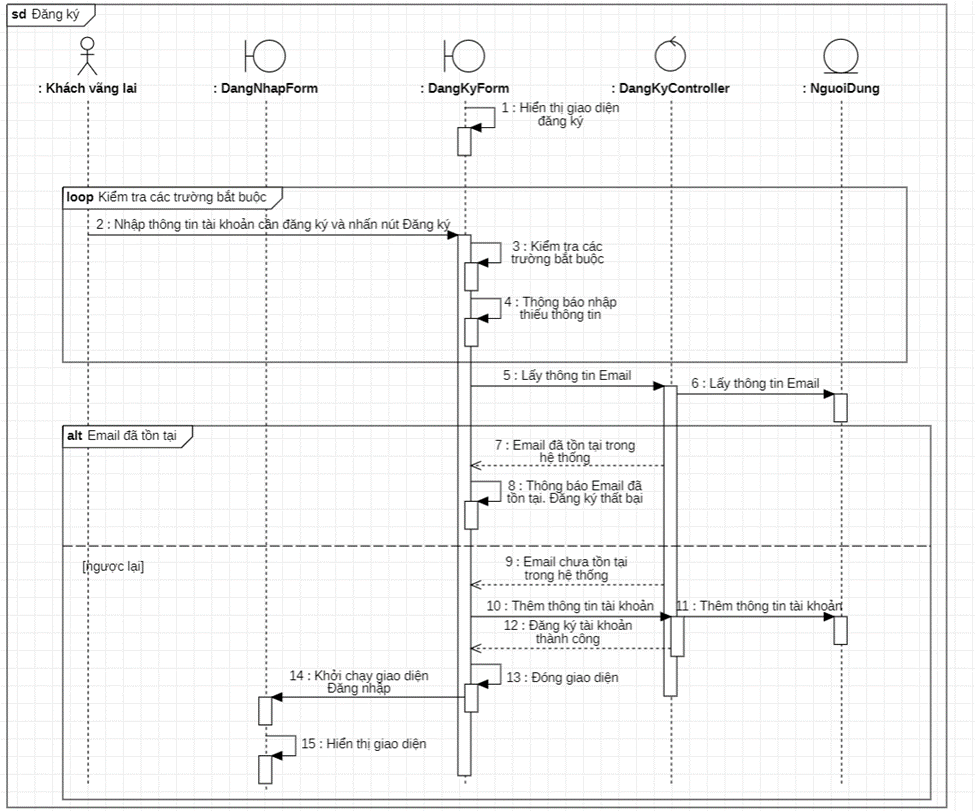 sd Đăng ký
: Khách vãng lai
: DangNhapForm
: DangKyForm
: DangKyController
: NguoiDung
1 : Hiển thị giao diện
đăng ký
loop Kiểm tra các trường bắt buộc
2 : Nhập thông tin tài khoản cần đăng ký và nhấn nút Đăng ký
3 : Kiểm tra các
trường bắt buộc
4 : Thông báo nhập
thiếu thông tin
5 : Lấy thông tin Email
6 : Lấy thông tin Email
alt Email đã tồn tại
7 : Email đã tồn tại trong
hệ thống
8 : Thông báo Email đã
tồn tại. Đăng ký thất bại
[ngược lại]
9 : Email chưa tồn tại
trong hệ thống
10 : Thêm thông tin tài khoản
11 : Thêm thông tin tài khoản
12 : Đăng ký tài khoản
thành công
13 : Đóng giao diện
14 : Khởi chạy giao diện
Đăng nhập
15 : Hiển thị giao diện